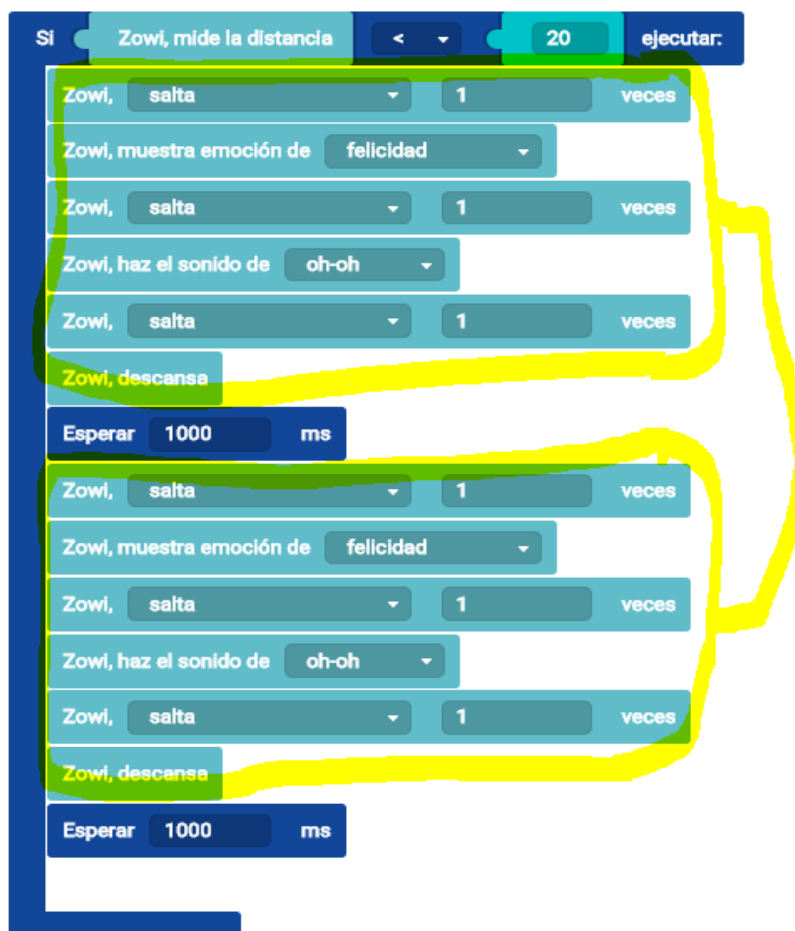 Si Zowi, mide la distancia < 20 ejecutar:
Zowi, salta 1 veces
Zowi, muestra emoción de felicidad
Zowi, salta 1 veces
Zowi, haz el sonido de oh-oh
Zowi, salta 1 veces
Zowi, descansa
Esperar 1000 ms
Zowi, salta 1 veces
Zowi, muestra emoción de felicidad
Zowi, salta 1 veces
Zowi, haz el sonido de oh-oh
Zowi, salta 1 veces
Zowi, descansa
Esperar 1000 ms